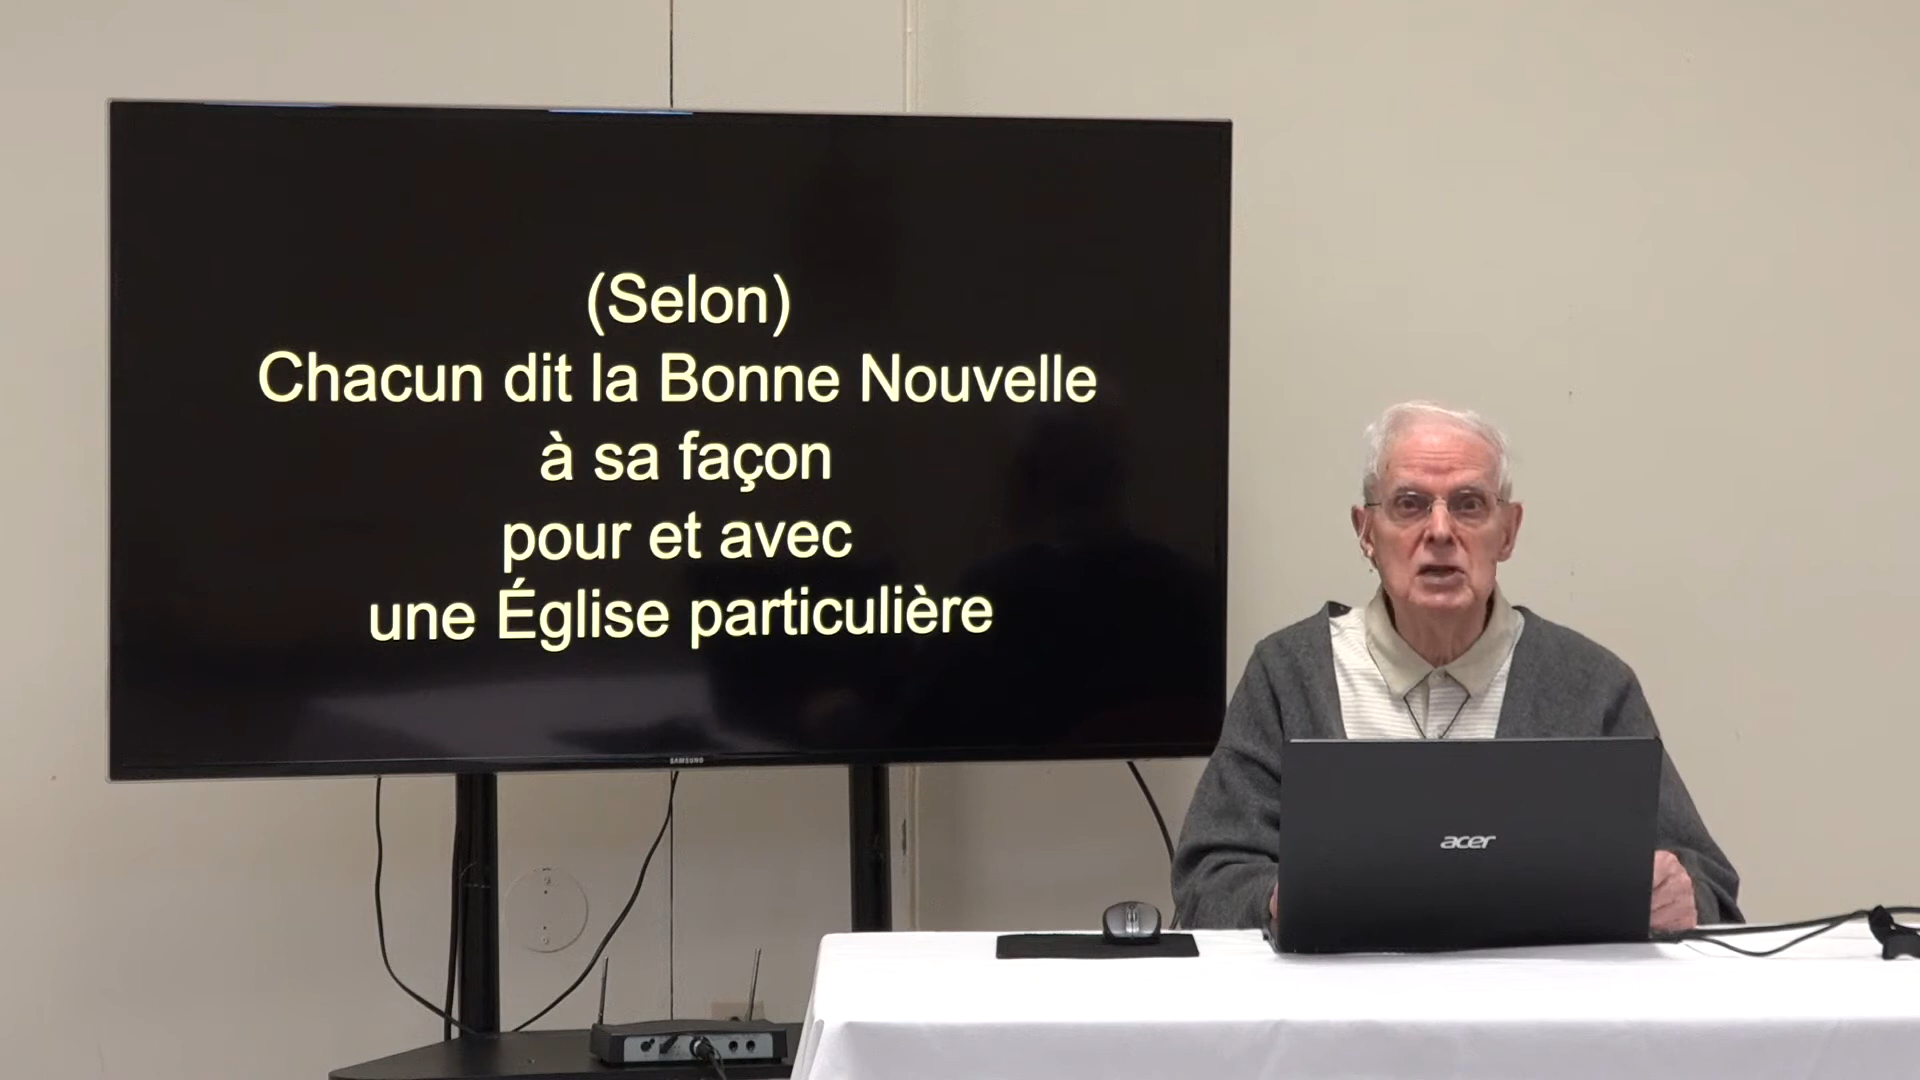 (Selon)
Chacun dit la Bonne Nouvelle
à sa façon
pour et avec
une Église particulière
SAMSUNG
acer